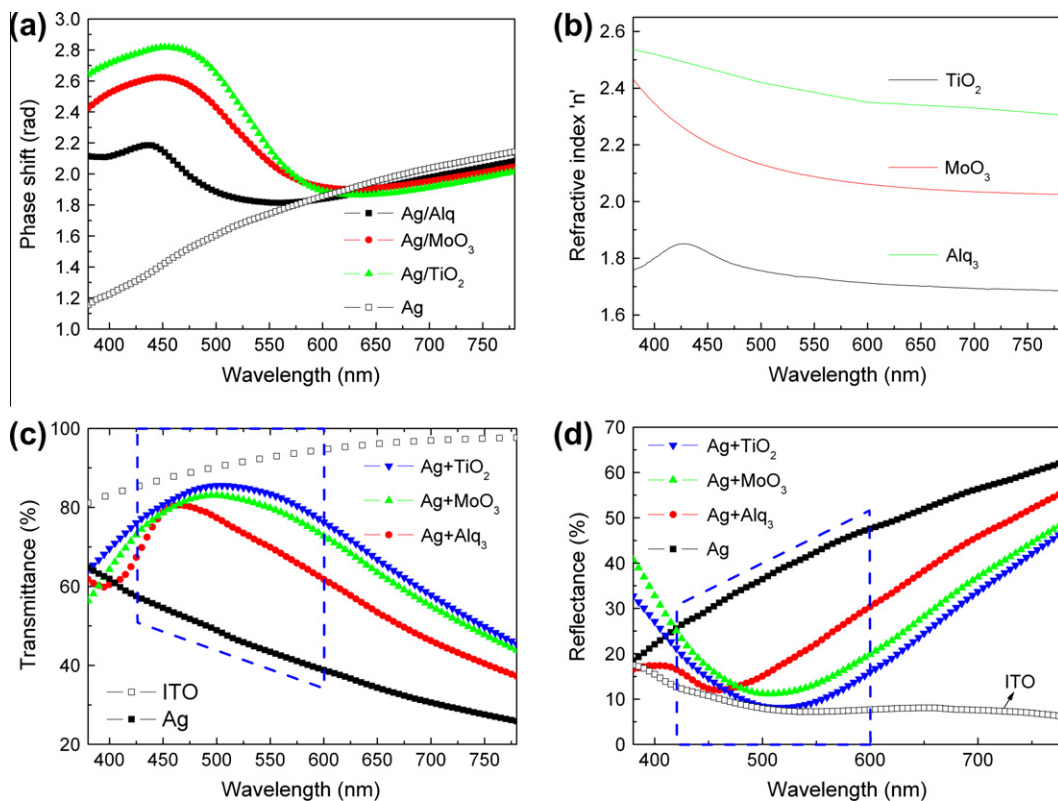 (a)
3.0
2.8
2.6
2.4
2.2
2.0
1.8
1.6
1.4
1.2
1.0
Phase shift (rad)
Ag/Alq
Ag/MoO₃
Ag/TiO₂
Ag
400 450 500 550 600 650 700 750
Wavelength (nm)
(b)
2.6
2.4
2.2
2.0
1.8
1.6
Refractive index 'n'
TiO₂
MoO₃
Alq₃
400 450 500 550 600 650 700 750
Wavelength (nm)
(c)
100
80
60
40
20
Transmittance (%)
Ag+TiO₂
Ag+MoO₃
Ag+Alq₃
ITO
Ag
400 450 500 550 600 650 700 750
Wavelength (nm)
(d)
70
60
50
40
30
20
10
0
Reflectance (%)
Ag+TiO₂
Ag+MoO₃
Ag+Alq₃
Ag
ITO
400 500 600 700
Wavelength (nm)